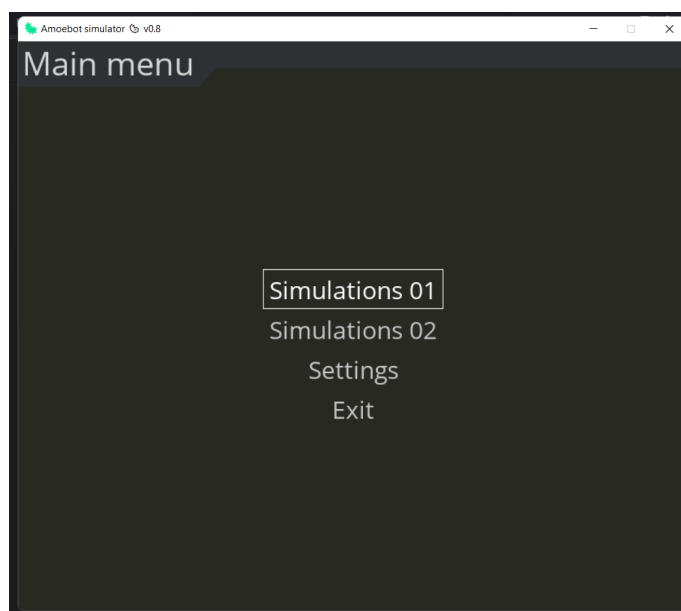 Amoebot simulator v0.8
Main menu
Simulations 01
Simulations 02
Settings
Exit